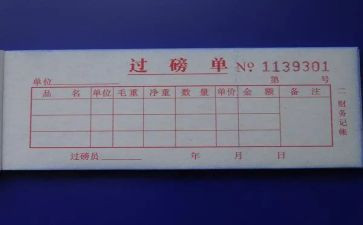 过磅单 No 1139301
单位 第 号
品 名 单位 毛重 净重 数量 单价 金额 备注
二 财务记帐
过磅员 年 月 日